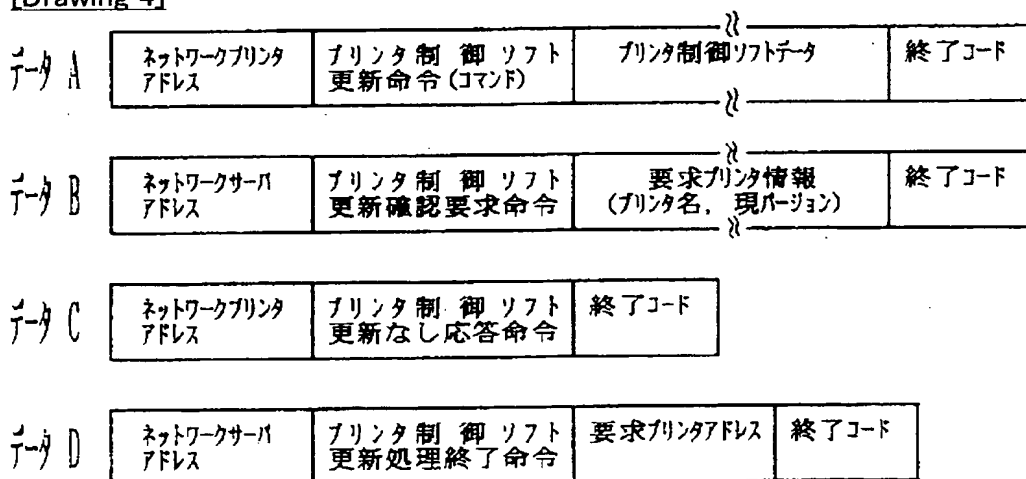 [Drawing 4]
データ A
ネットワークプリンタ
アドレス
プリンタ制 御 ソフト
更新命令(コマンド)
プリンタ制御ソフトデータ
終了コード
データ B
ネットワークサーバ
アドレス
プリンタ制 御 ソフト
更新確認要求命令
要求プリンタ情報
(プリンタ名, 現バージョン)
終了コード
データ C
ネットワークプリンタ
アドレス
プリンタ制 御 ソフト
更新なし応答命令
終了コード
データ D
ネットワークサーバ
アドレス
プリンタ制 御 ソフト
更新処理終了命令
要求プリンタアドレス
終了コード